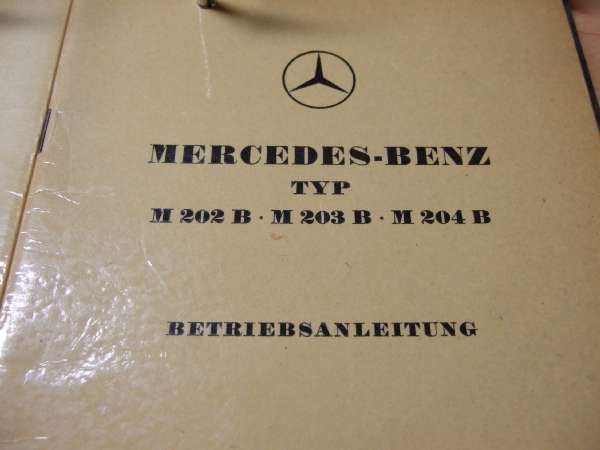 MERCEDES-BENZ
TYP
M 202 B · M 203 B · M 204 B
BETRIEBSANLEITUNG